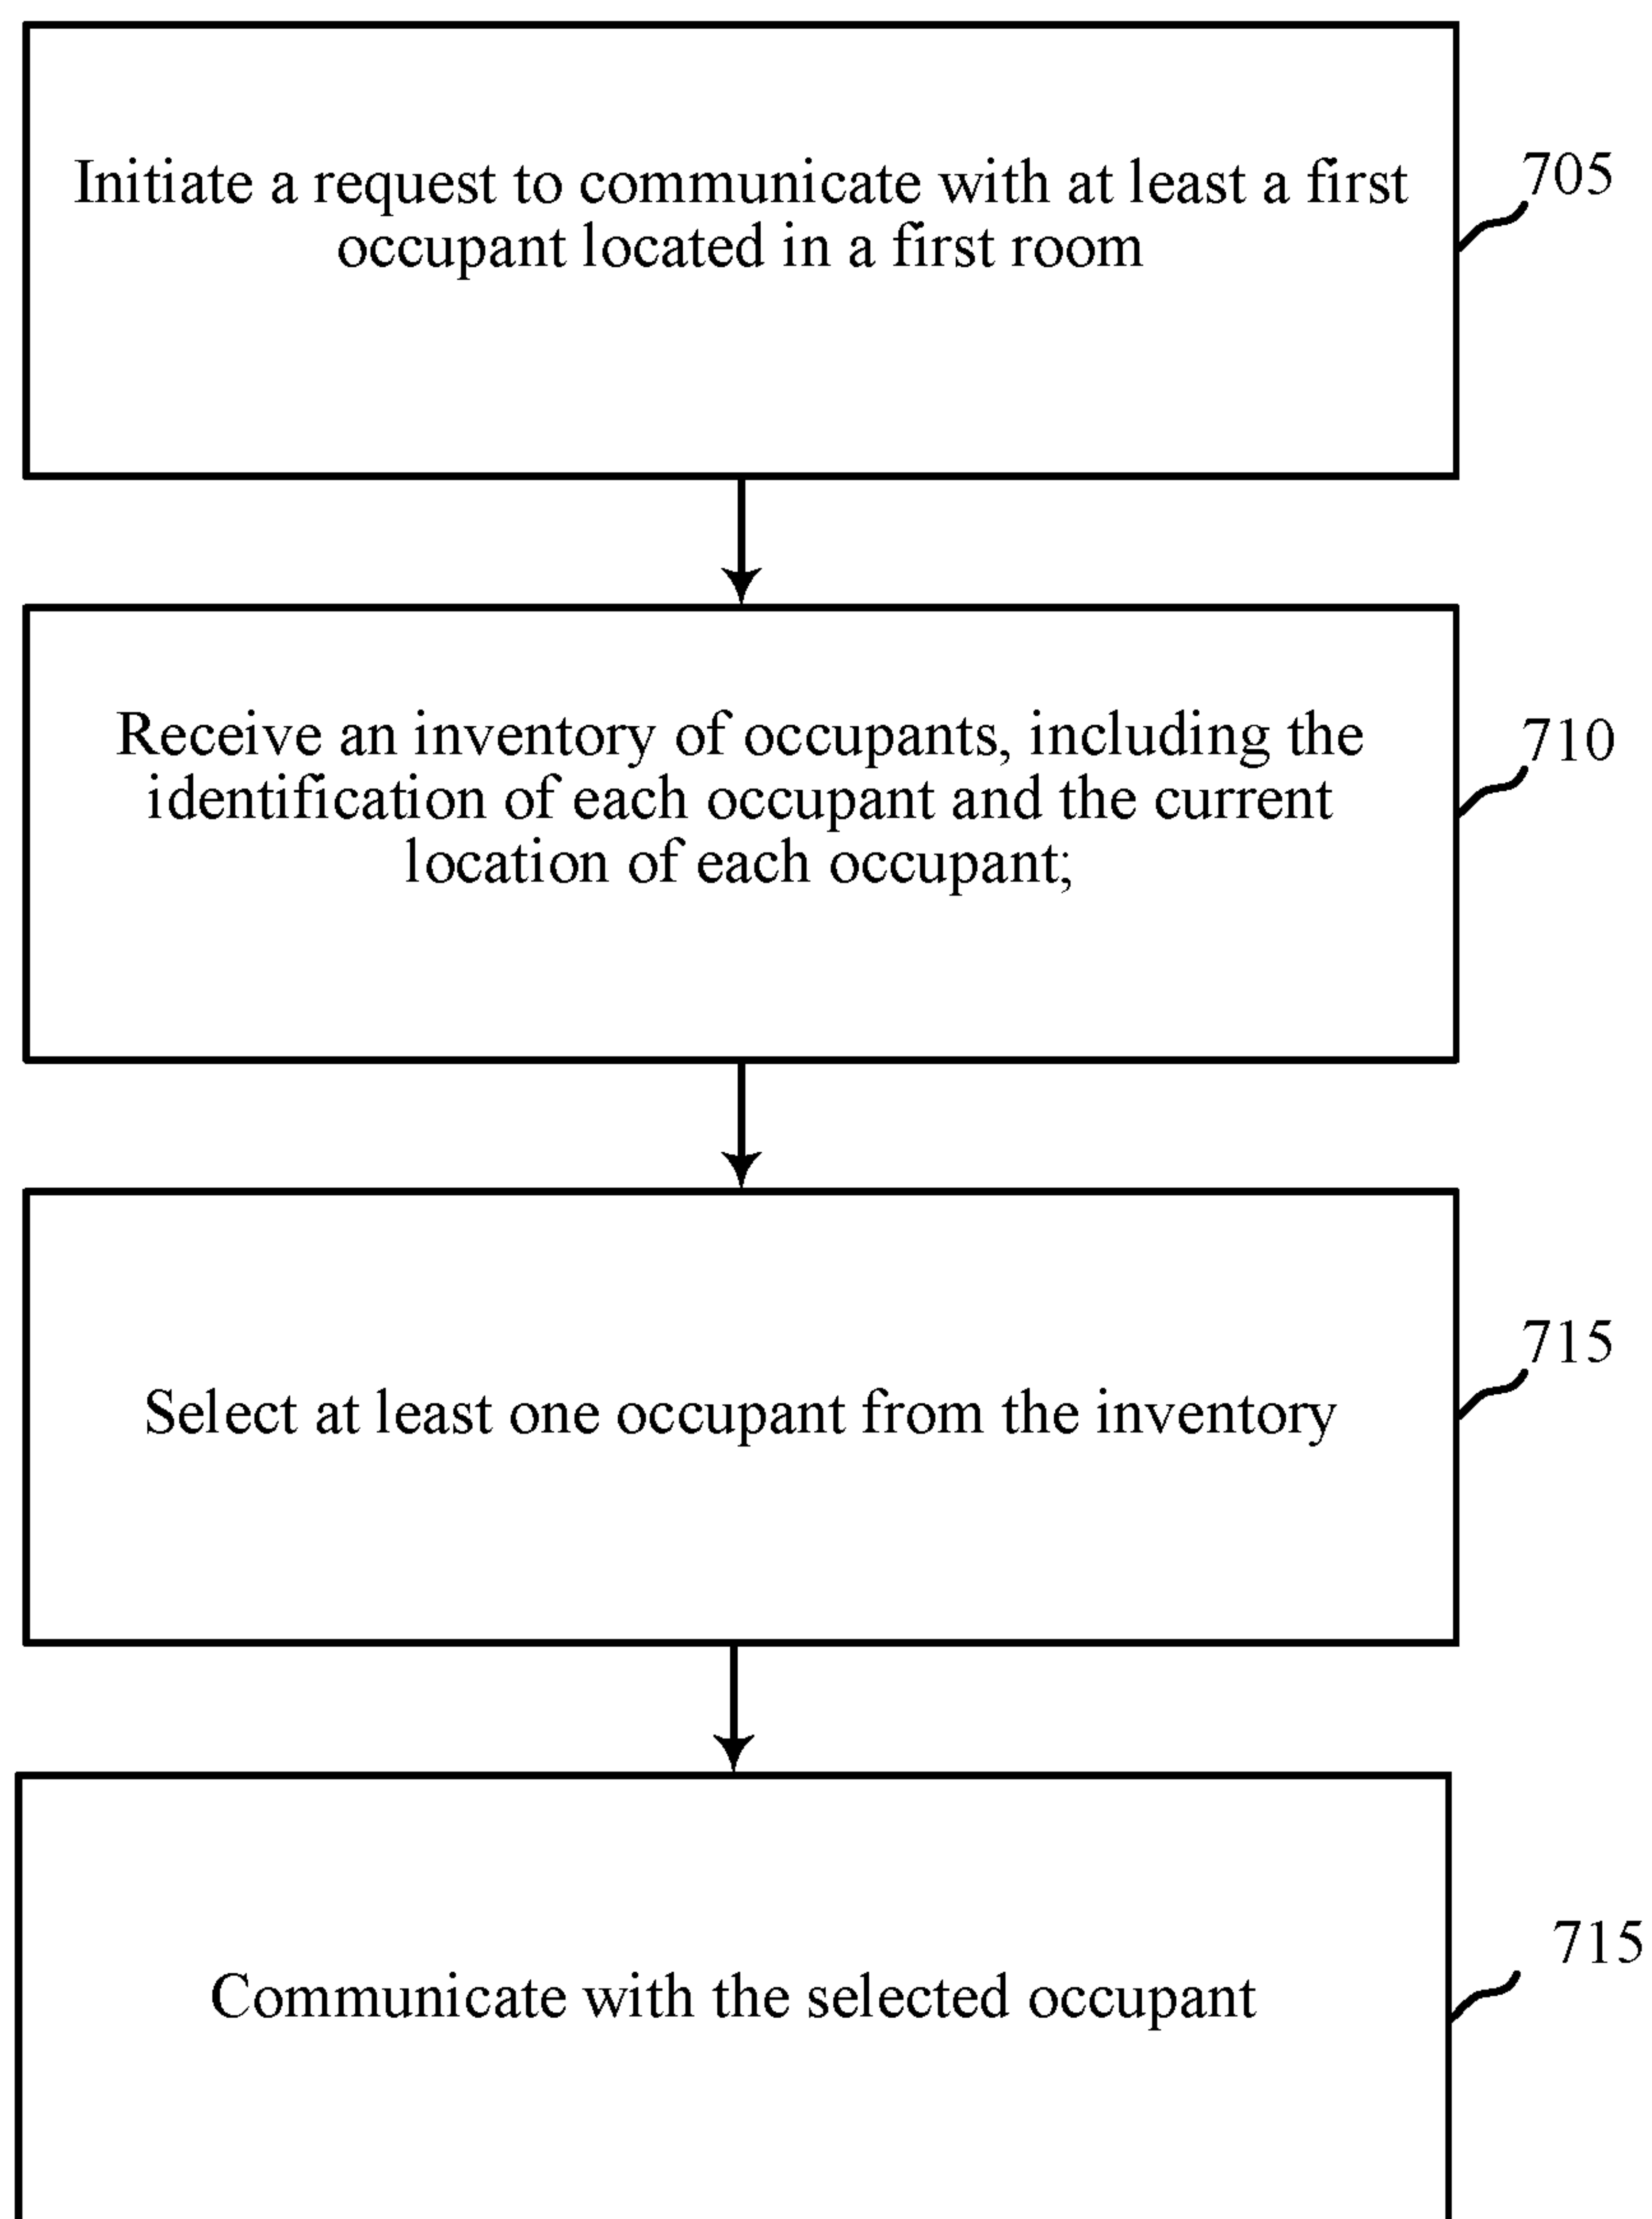 Initiate a request to communicate with at least a first
occupant located in a first room
705
Receive an inventory of occupants, including the
identification of each occupant and the current
location of each occupant;
710
Select at least one occupant from the inventory
715
Communicate with the selected occupant
715